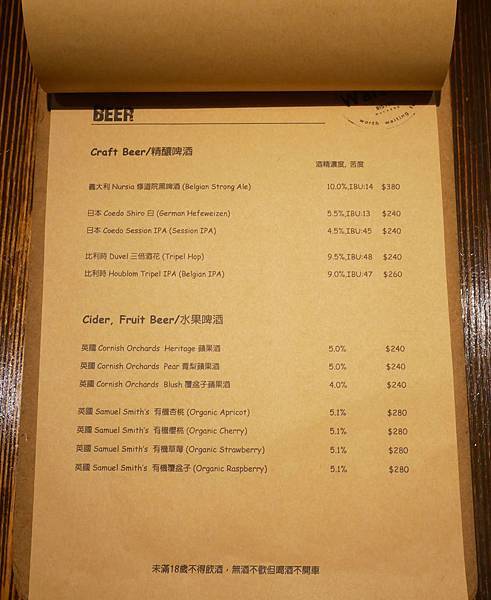 BEER
worth waiting
Craft Beer/精釀啤酒
酒精濃度, 苦度
義大利 Nursia 修道院黑啤酒 (Belgian Strong Ale) 10.0%,IBU:14 $380
日本 Coedo Shiro 白 (German Hefeweizen) 5.5%,IBU:13 $240
日本 Coedo Session IPA (Session IPA) 4.5%,IBU:45 $240
比利時 Duvel 三倍酒花 (Tripel Hop) 9.5%,IBU:48 $240
比利時 Houblom Tripel IPA (Belgian IPA) 9.0%,IBU:47 $260
Cider, Fruit Beer/水果啤酒
英國 Cornish Orchards Heritage 蘋果酒 5.0% $240
英國 Cornish Orchards Pear 賓梨蘋果酒 5.0% $240
英國 Cornish Orchards Blush 覆盆子蘋果酒 4.0% $240
英國 Samuel Smith's 有機杏桃 (Organic Apricot) 5.1% $280
英國 Samuel Smith's 有機櫻桃 (Organic Cherry) 5.1% $280
英國 Samuel Smith's 有機草莓 (Organic Strawberry) 5.1% $280
英國 Samuel Smith's 有機覆盆子 (Organic Raspberry) 5.1% $280
未滿18歲不得飲酒，無酒不歡但喝酒不開車